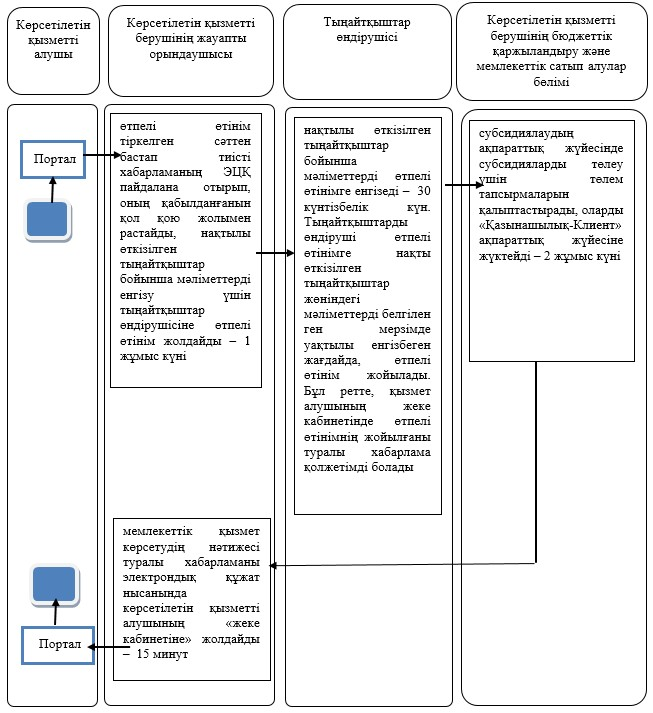 Көрсетілетін
қызметті
алушы
Көрсетілетін қызметті
берушінің жауапты
орындаушысы
Тыңайтқыштар
өндірушісі
Көрсетілетін қызметті
берушінің бюджеттік
қаржыландыру және
мемлекеттік сатып алулар
бөлімі
Портал
өтпелі өтінім
тіркелген сәттен
бастап тиісті
хабарламаның ЭЦҚ
пайдалана отырып,
оның қабылданғанын
қол қою жолымен
растайды, нақтылы
өткізілген
тыңайтқыштар
бойынша мәліметтерді
енгізу үшін
тыңайтқыштар
өндірушісіне өтпелі
өтінім жолдайды – 1
жұмыс күні
нақтылы өткізілген
тыңайтқыштар
бойынша
мәліметтерді өтпелі
өтінімге енгізеді – 30
күнтізбелік күн.
Тыңайтқыштарды
өндіруші өтпелі
өтінімге нақты
өткізілген
тыңайтқыштар
жөніндегі
мәліметтерді белгілен
ген мерзімде
уақтылы енгізбеген
жағдайда, өтпелі
өтінім жойылады.
Бұл ретте, қызмет
алушының жеке
кабинетінде өтпелі
өтінімнің жойылғаны
туралы хабарлама
қолжетімді болады
субсидиялаудың
ақпараттық жүйесінде
субсидияларды төлеу
үшін төлем
тапсырмаларын
қалыптастырады, оларды
«Қазынашылық-Клиент»
ақпараттық жүйесіне
жүктейді – 2 жұмыс күні
мемлекеттік қызмет
көрсетудің нәтижесі
туралы хабарламаны
электрондық құжат
нысанында
көрсетілетін қызметті
алушының «жеке
кабинетіне» жолдайды
– 15 минут
Портал